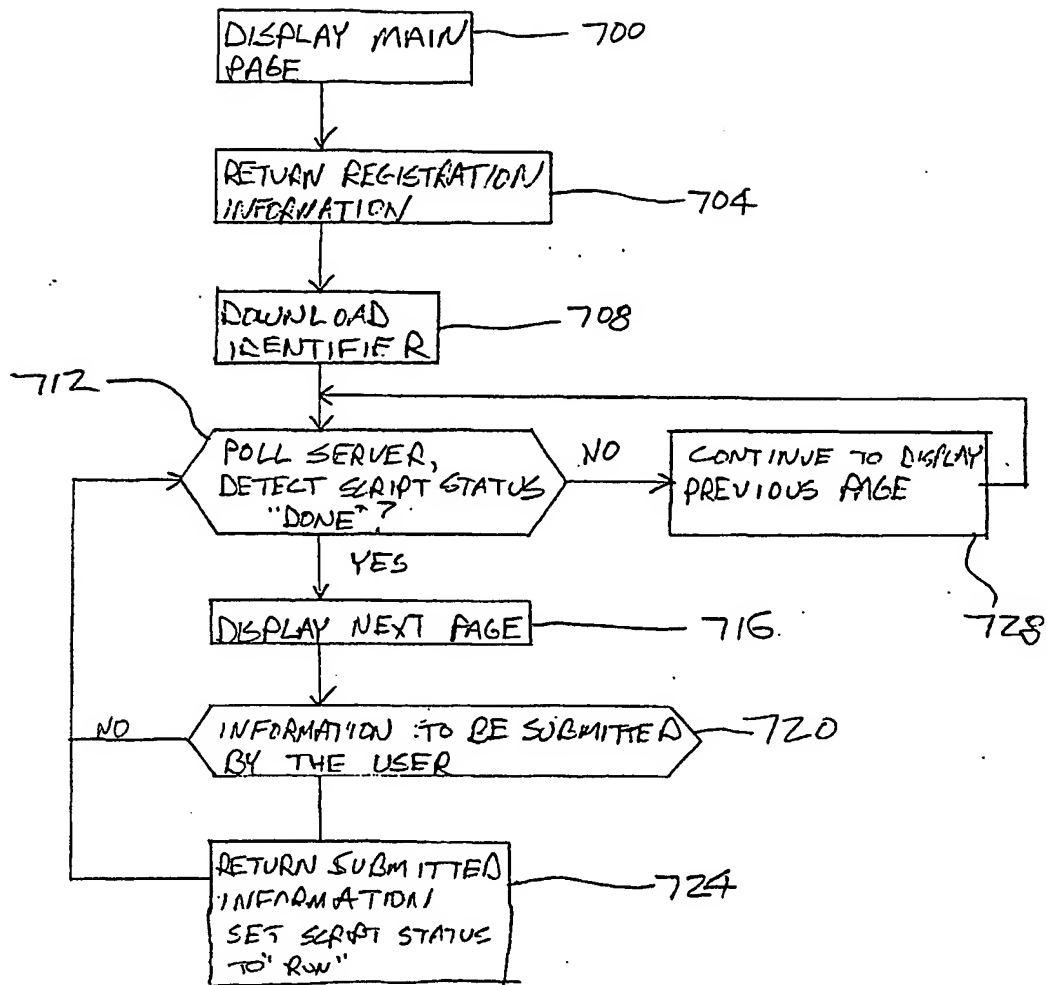 DISPLAY MAIN
PAGE
700
RETURN REGISTRATION
INFORMATION
704
DOWNLOAD
IDENTIFIER
708
712
POLL SERVER,
DETECT SCRIPT STATUS
"DONE"?
NO
CONTINUE TO DISPLAY
PREVIOUS PAGE
728
YES
DISPLAY NEXT PAGE
716
NO
INFORMATION TO BE SUBMITTED
BY THE USER
720
RETURN SUBMITTED
INFORMATION
SET SCRIPT STATUS
TO "RUN"
724